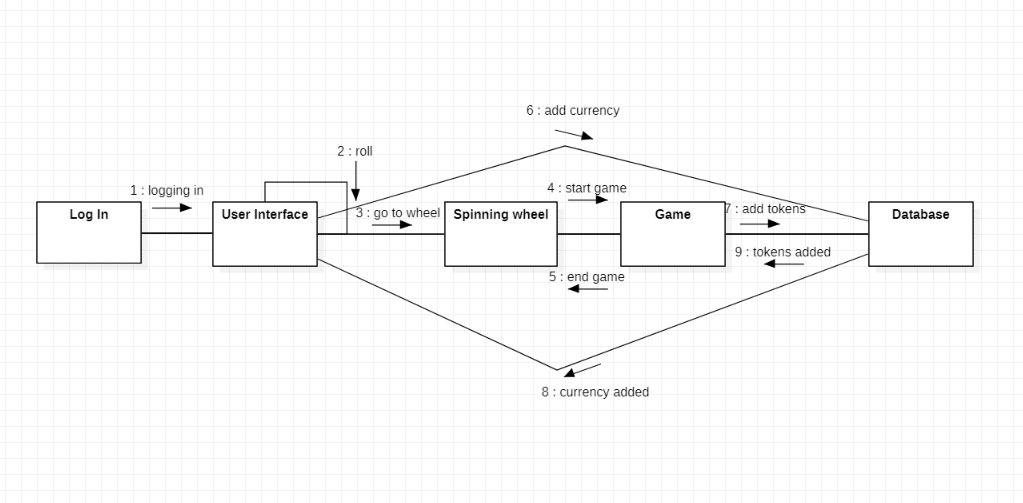 6 : add currency
2 : roll
1 : logging in
4 : start game
Log In
User Interface
3 : go to wheel
Spinning wheel
Game
7 : add tokens
Database
9 : tokens added
5 : end game
8 : currency added